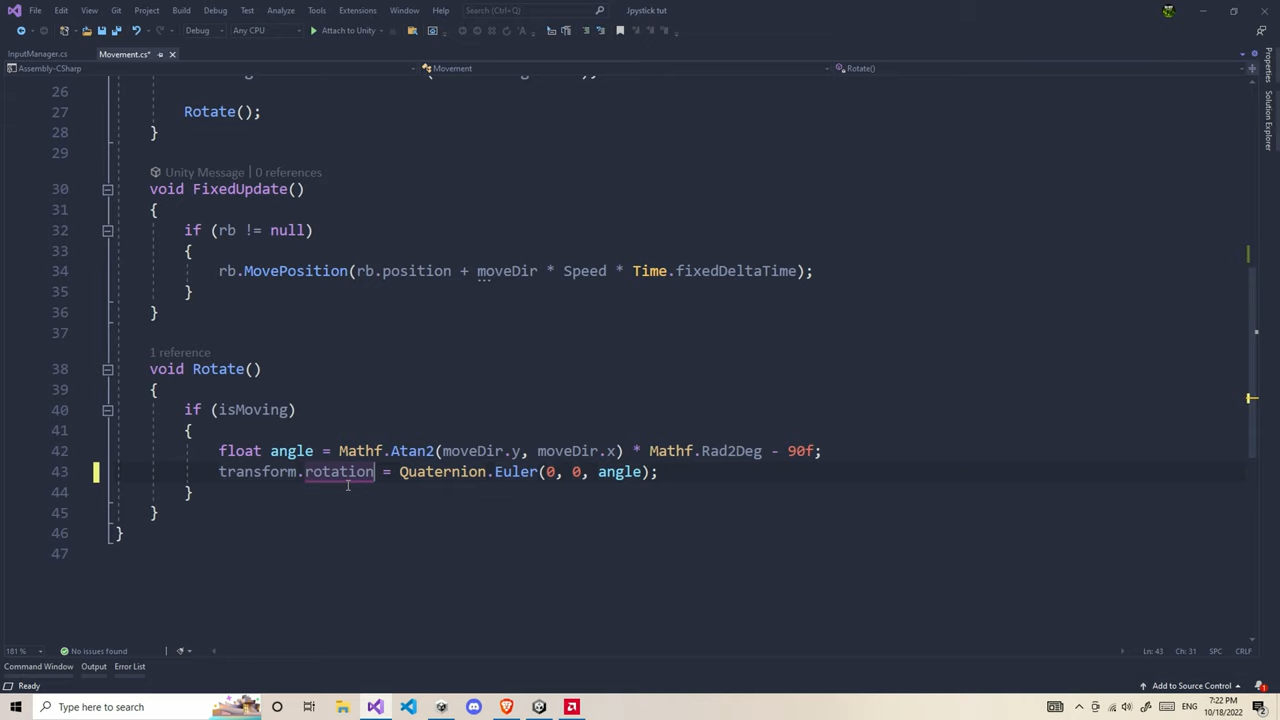 File Edit View Git Project Build Debug Test Analyze Tools Extensions Window Help Search (Ctrl+Q) Jpystick tut
Debug Any CPU Attach to Unity
InputManager.cs Movement.cs*
Assembly-CSharp Movement Rotate()
26
27 Rotate();
28 }
29
Unity Message | 0 references
30 void FixedUpdate()
31 {
32 if (rb != null)
33 {
34 rb.MovePosition(rb.position + moveDir * Speed * Time.fixedDeltaTime);
35 }
36 }
37
1 reference
38 void Rotate()
39 {
40 if (isMoving)
41 {
42 float angle = Mathf.Atan2(moveDir.y, moveDir.x) * Mathf.Rad2Deg - 90f;
43 transform.rotation = Quaternion.Euler(0, 0, angle);
44 }
45 }
46 }
47
Properties
Solution Explorer
181 % No issues found Ln: 43 Ch: 31 SPC CRLF
Command Window Output Error List
Ready Add to Source Control 1
Type here to search ENG 7:22 PM
10/18/2022 2